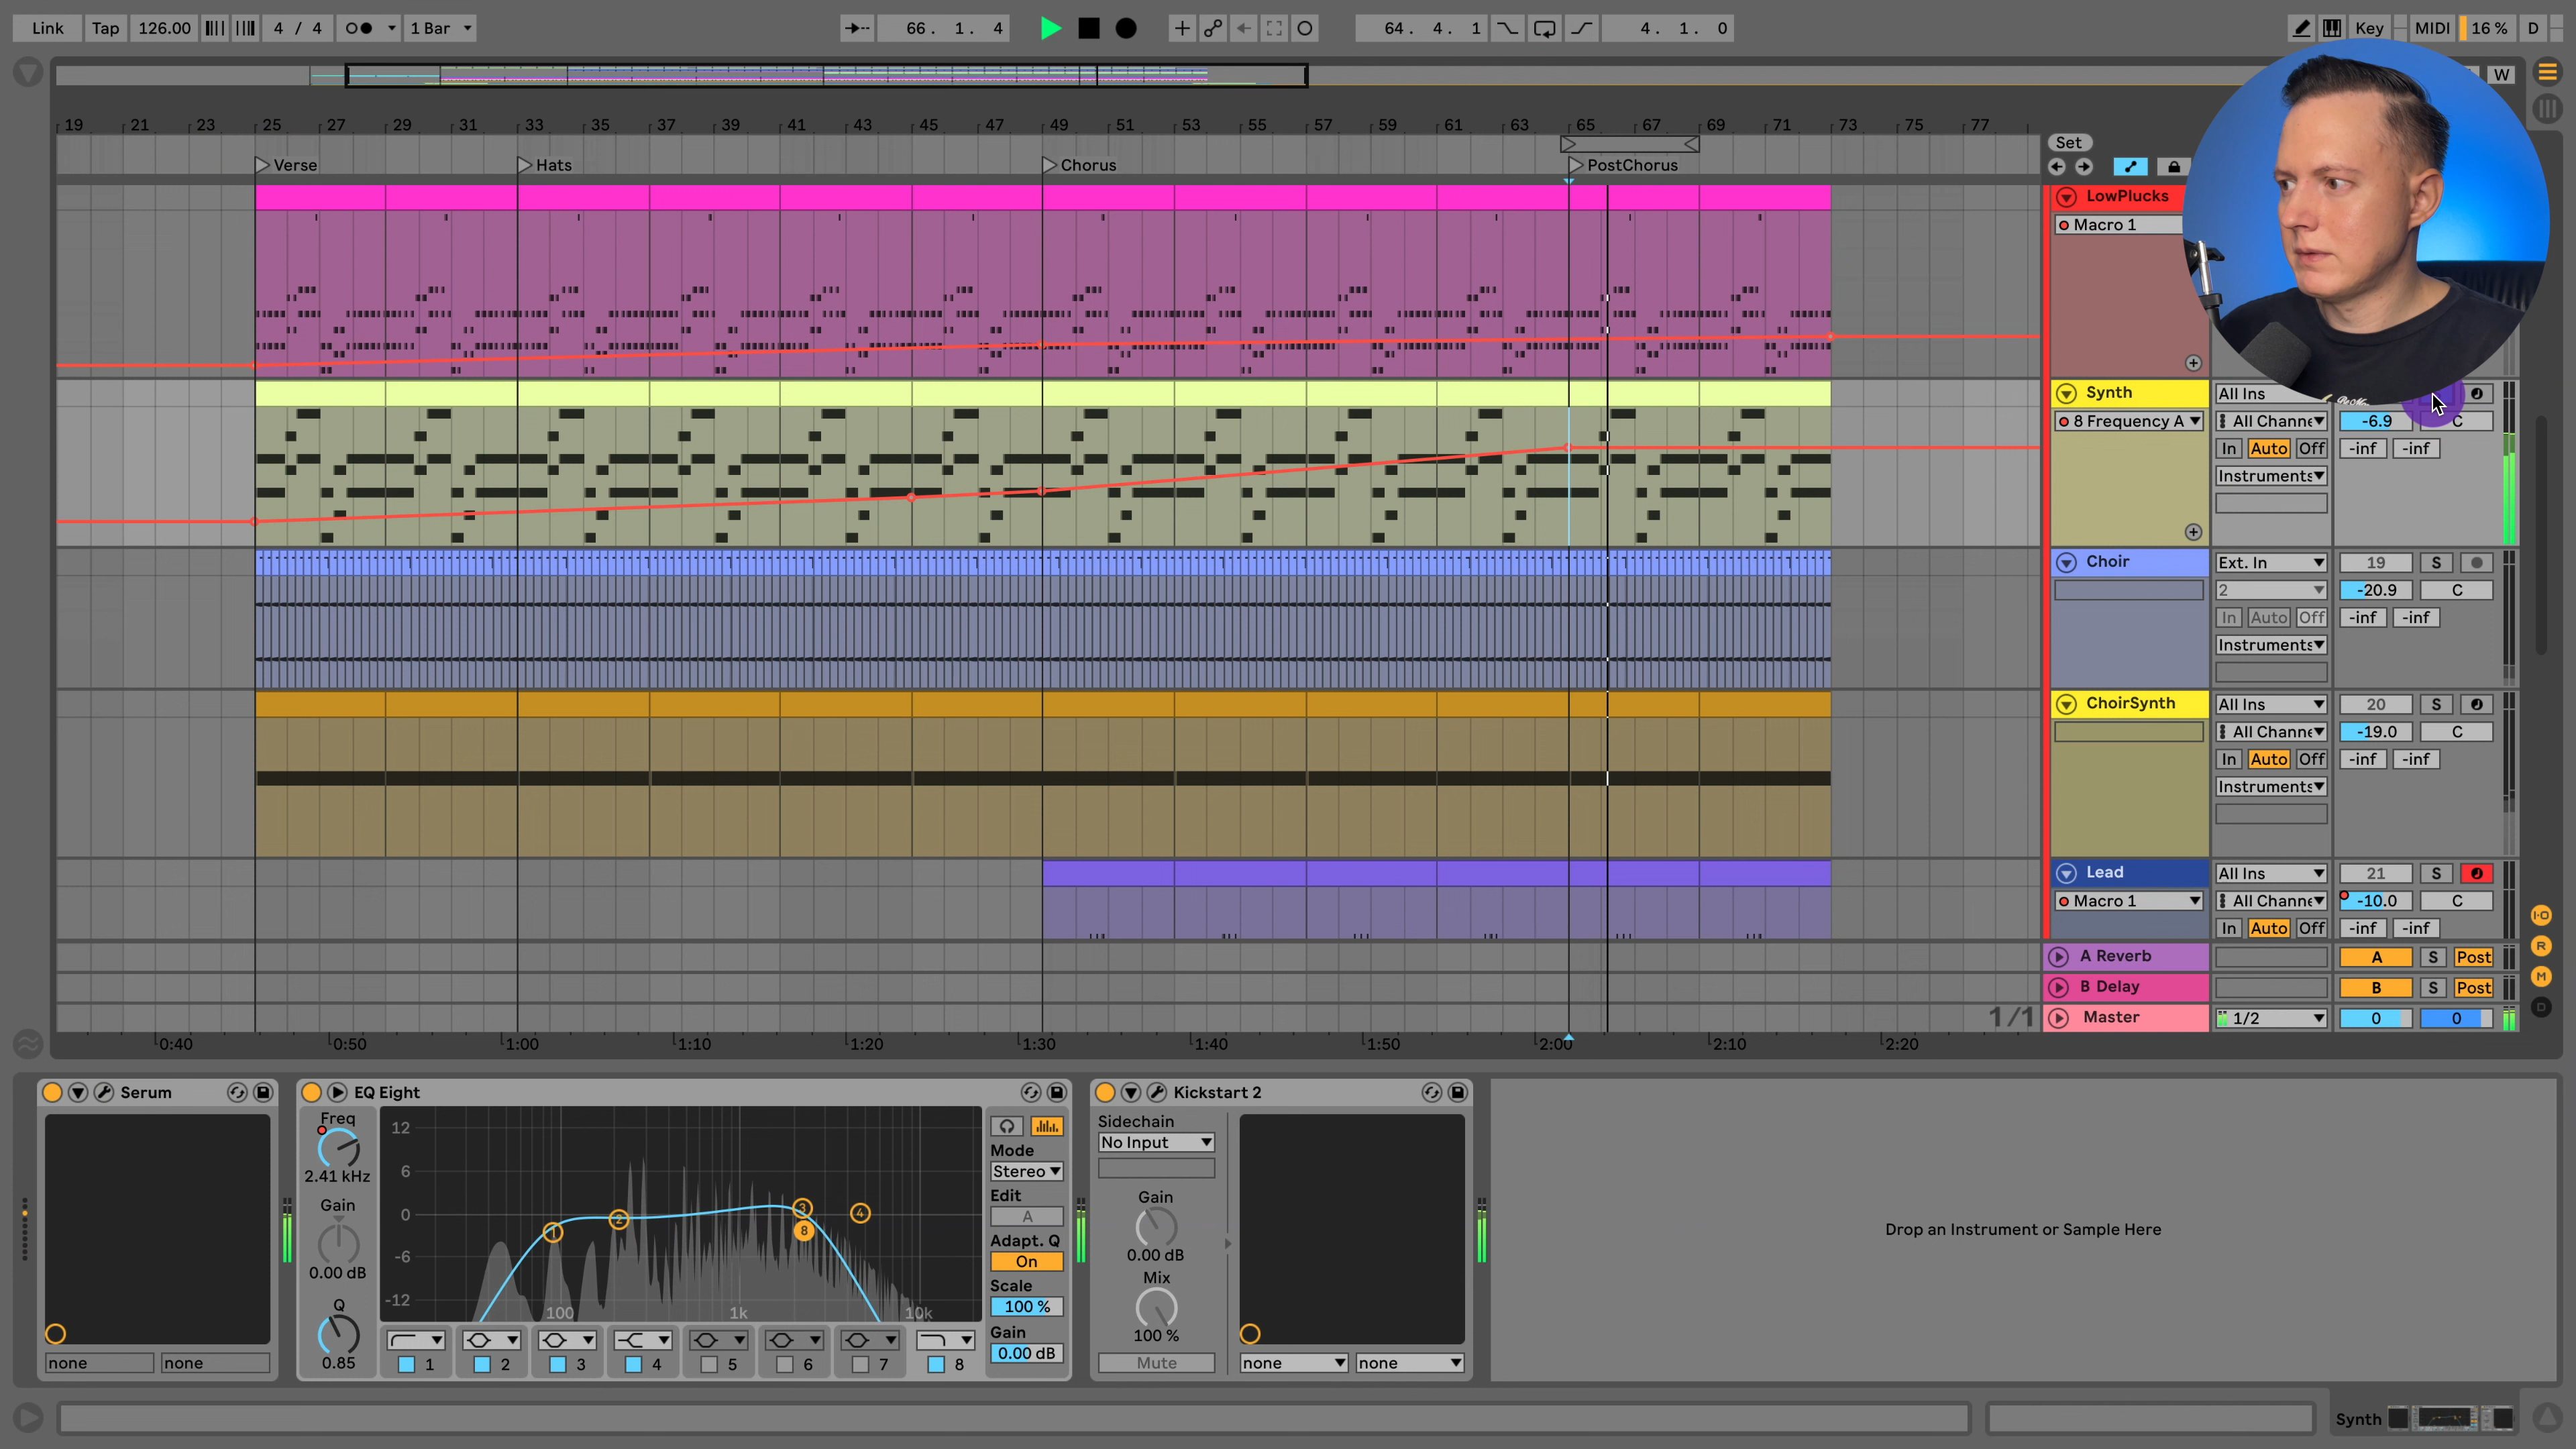 Link Tap 126.00 4 / 4 1 Bar 66. 1. 4 64. 4. 1 4. 1. 0 Key MIDI 16 % D
W
19 21 23 25 27 29 31 33 35 37 39 41 43 45 47 49 51 53 55 57 59 61 63 65 67 69 71 73 75 77
Set
Verse Hats Chorus PostChorus
LowPlucks
Macro 1
Synth All Ins
8 Frequency A All Channe -6.9 C
In Auto Off -inf -inf
Instruments
Choir Ext. In 19 S
2 -20.9 C
In Auto Off -inf -inf
Instruments
ChoirSynth All Ins 20 S
All Channe -19.0 C
In Auto Off -inf -inf
Instruments
Lead All Ins 21 S
Macro 1 All Channe -10.0 C
In Auto Off -inf -inf
A Reverb A S Post
B Delay B S Post
1/1 Master 1/2 0 0
I·O
R
M
D
0:40 0:50 1:00 1:10 1:20 1:30 1:40 1:50 2:00 2:10 2:20
Serum
none none
EQ Eight
Freq
2.41 kHz
Gain
0.00 dB
Q
0.85
12
6
0
-6
-12
100 1k 10k
1 2 3 4 8
1 2 3 4 5 6 7 8
Mode
Stereo
Edit
A
Adapt. Q
On
Scale
100 %
Gain
0.00 dB
Kickstart 2
Sidechain
No Input
Gain
0.00 dB
Mix
100 %
Mute
none none
Drop an Instrument or Sample Here
Synth